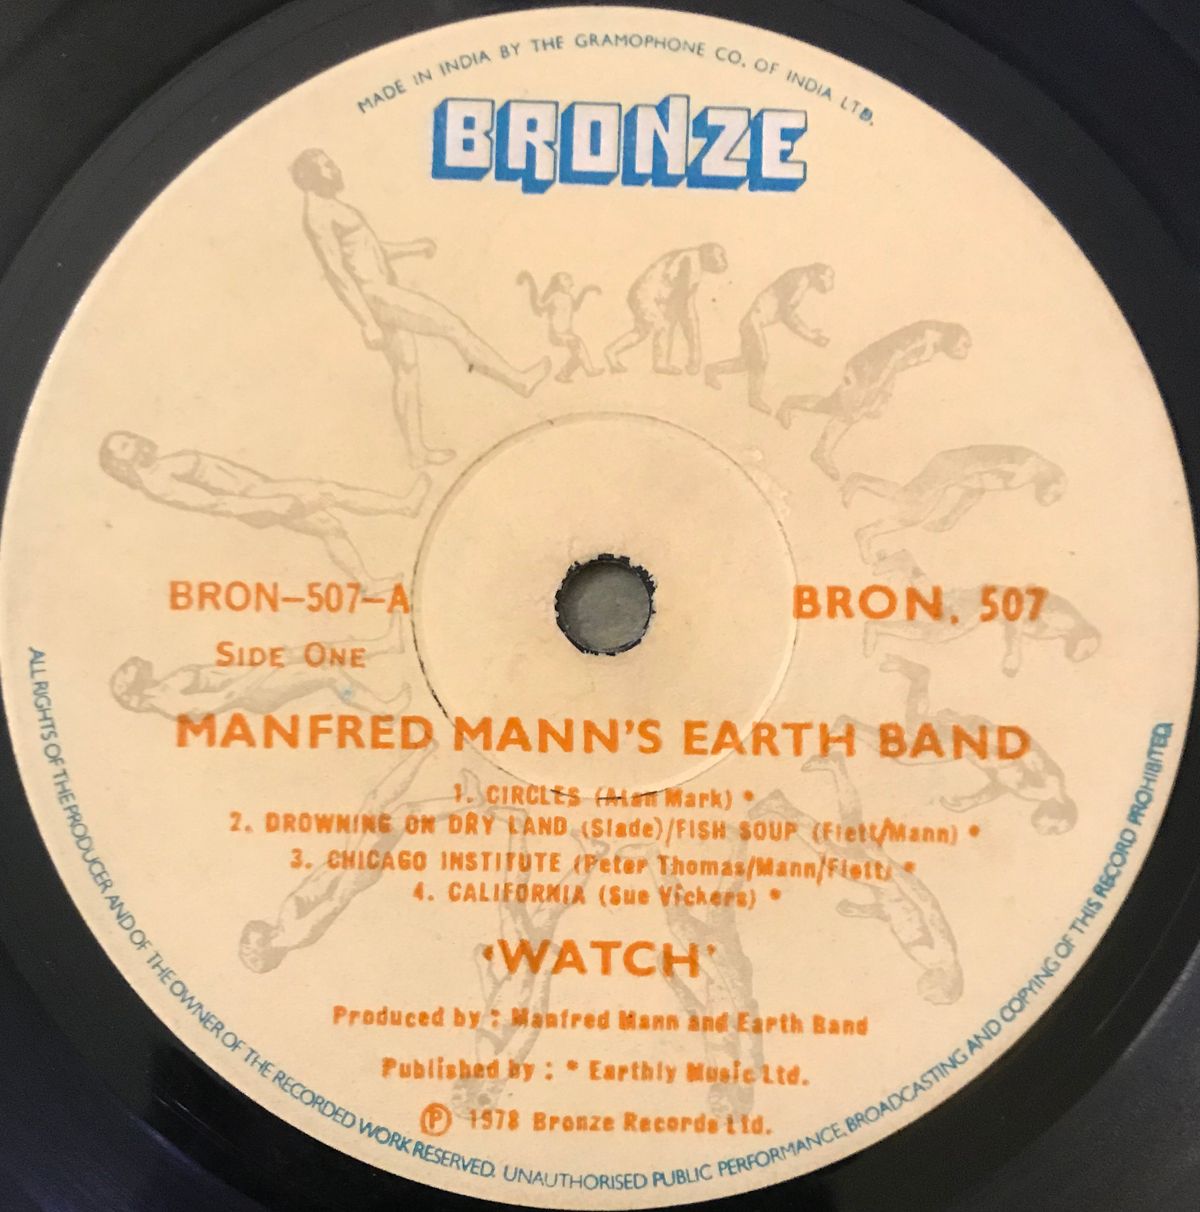 MADE IN INDIA BY THE GRAMOPHONE CO. OF INDIA LTD.
BRONZE
BRON-507-A
BRON. 507
SIDE ONE
MANFRED MANN'S EARTH BAND
1. CIRCLES (Alan Mark) *
2. DROWNING ON DRY LAND (Slade)/FISH SOUP (Flett/Mann) *
3. CHICAGO INSTITUTE (Peter Thomas/Mann/Flett) *
4. CALIFORNIA (Sue Vickers) *
'WATCH'
Produced by : Manfred Mann and Earth Band
Published by : * Earthly Music Ltd.
Ⓟ 1978 Bronze Records Ltd.
ALL RIGHTS OF THE PRODUCER AND OF THE OWNER OF THE RECORDED WORK RESERVED. UNAUTHORISED PUBLIC PERFORMANCE, BROADCASTING AND COPYING OF THIS RECORD PROHIBITED